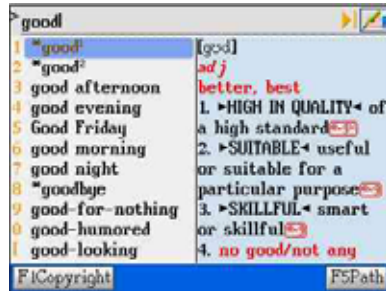 good
1 *good¹
2 *good²
3 good afternoon
4 good evening
5 Good Friday
6 good morning
7 good night
8 *goodbye
9 good-for-nothing
0 good-humored
good-looking
[gʊd]
adj
better, best
1. ►HIGH IN QUALITY◄ of
a high standard
2. ►SUITABLE◄ useful
or suitable for a
particular purpose
3. ►SKILLFUL◄ smart
or skillful
4. no good/not any
F1Copyright
F5Path